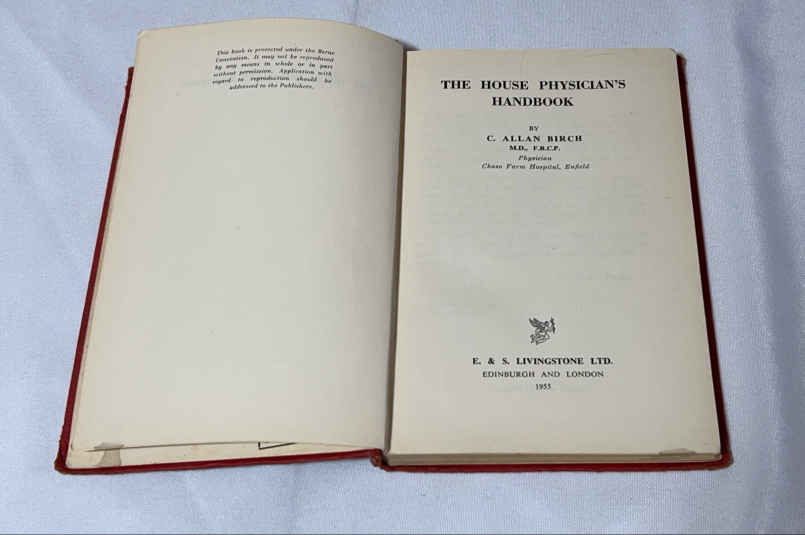 This book is protected under the Berne
Convention. It may not be reproduced
by any means in whole or in part
without permission. Application with
regard to reproduction should be
addressed to the Publishers.
THE HOUSE PHYSICIAN'S
HANDBOOK
BY
C. ALLAN BIRCH
M.D., F.R.C.P.
Physician
Chase Farm Hospital, Enfield
E. & S. LIVINGSTONE LTD.
EDINBURGH AND LONDON
1955